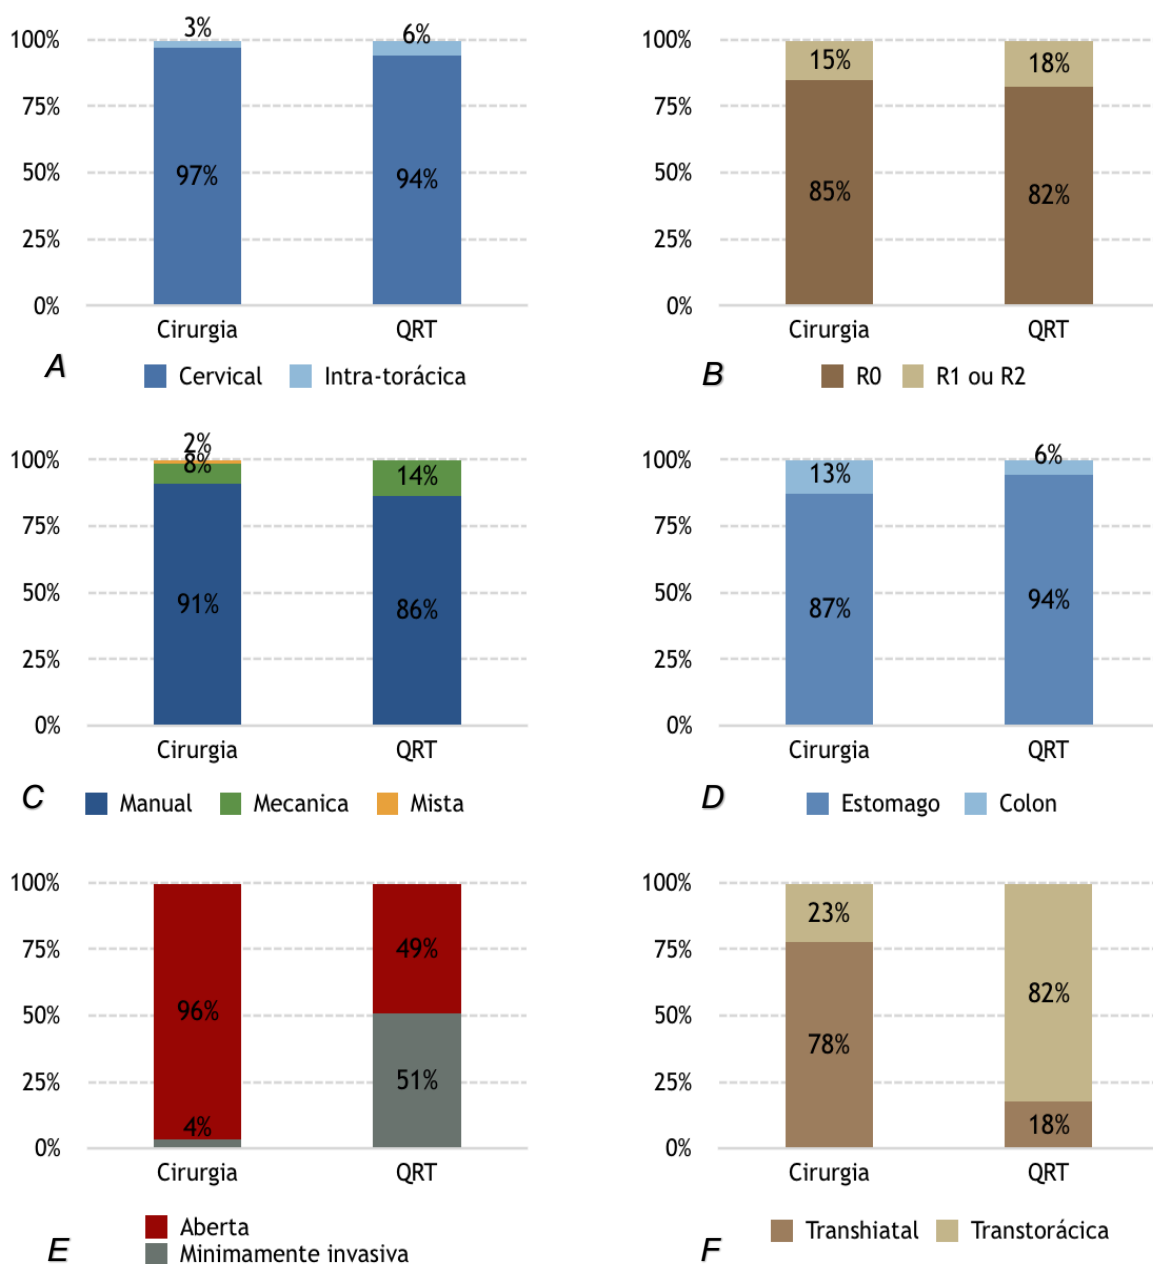 3%
100%
6%
75%
50%
97%
94%
25%
0%
Cirurgia
QRT
A
Cervical
Intra-torácica
100%
15%
18%
75%
50%
85%
82%
25%
0%
Cirurgia
QRT
B
R0
R1 ou R2
2%
100%
8%
14%
75%
50%
91%
86%
25%
0%
Cirurgia
QRT
C
Manual
Mecanica
Mista
100%
6%
13%
75%
50%
87%
94%
25%
0%
Cirurgia
QRT
D
Estomago
Colon
100%
75%
49%
50%
96%
25%
51%
4%
0%
Cirurgia
QRT
Aberta
E
Minimamente invasiva
100%
23%
75%
82%
50%
78%
25%
18%
0%
Cirurgia
QRT
F
Transhiatal
Transtorácica